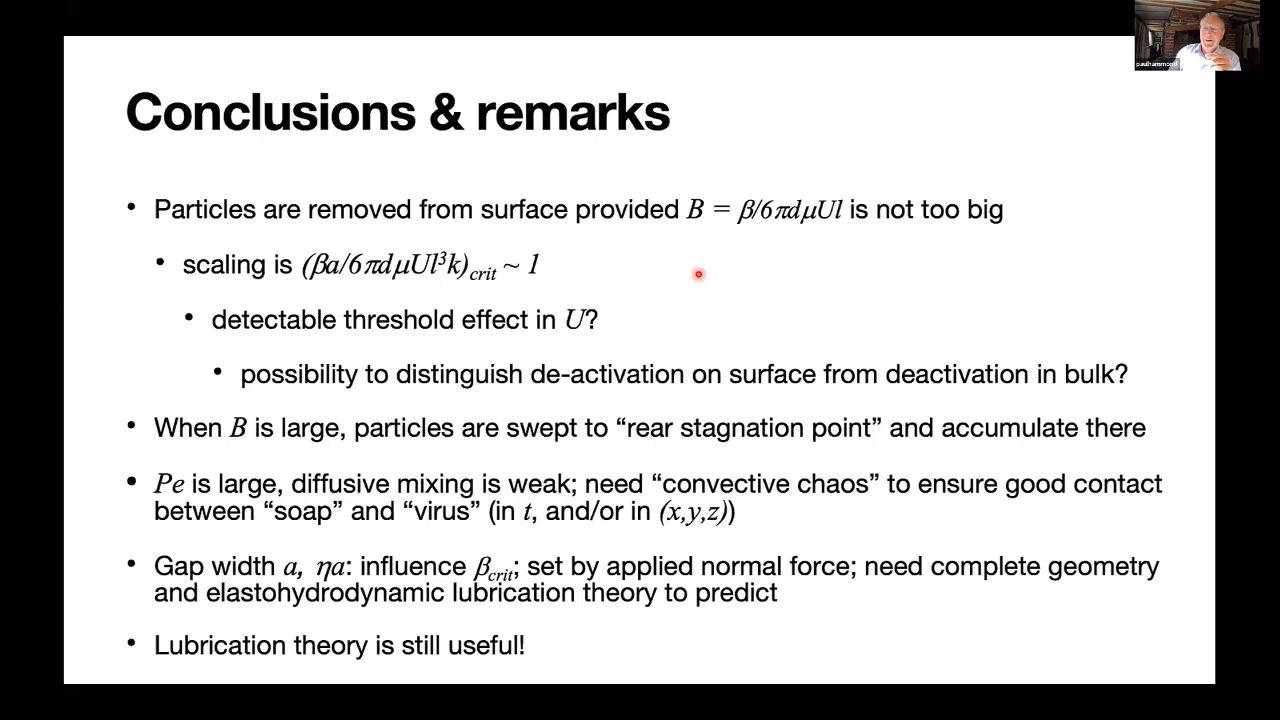 paulhammond
Conclusions & remarks
• Particles are removed from surface provided B = β/6πdμUl is not too big
• scaling is (βa/6πdμUl³k)crit ~ 1
• detectable threshold effect in U?
• possibility to distinguish de-activation on surface from deactivation in bulk?
• When B is large, particles are swept to “rear stagnation point” and accumulate there
• Pe is large, diffusive mixing is weak; need “convective chaos” to ensure good contact
between “soap” and “virus” (in t, and/or in (x,y,z))
• Gap width a, ηa: influence βcrit; set by applied normal force; need complete geometry
and elastohydrodynamic lubrication theory to predict
• Lubrication theory is still useful!